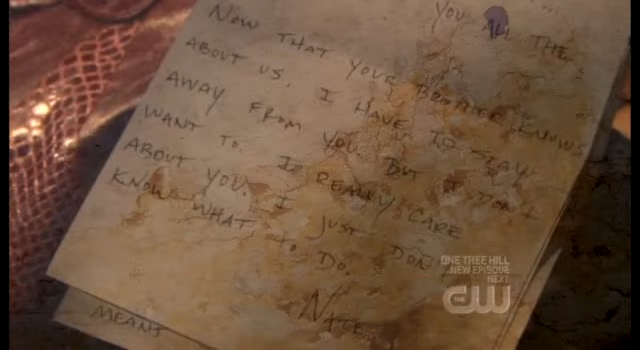 YOU ALL THE
NOW THAT YOUR BROTHER KNOWS
ABOUT US, I HAVE TO STAY
AWAY FROM YOU BUT I DON'T
WANT TO. I REALLY CARE
ABOUT YOU. I JUST DON
KNOW WHAT TO DO.
NATE
MEANT
ONE TREE HILL
NEW EPISODE
NEXT
CW